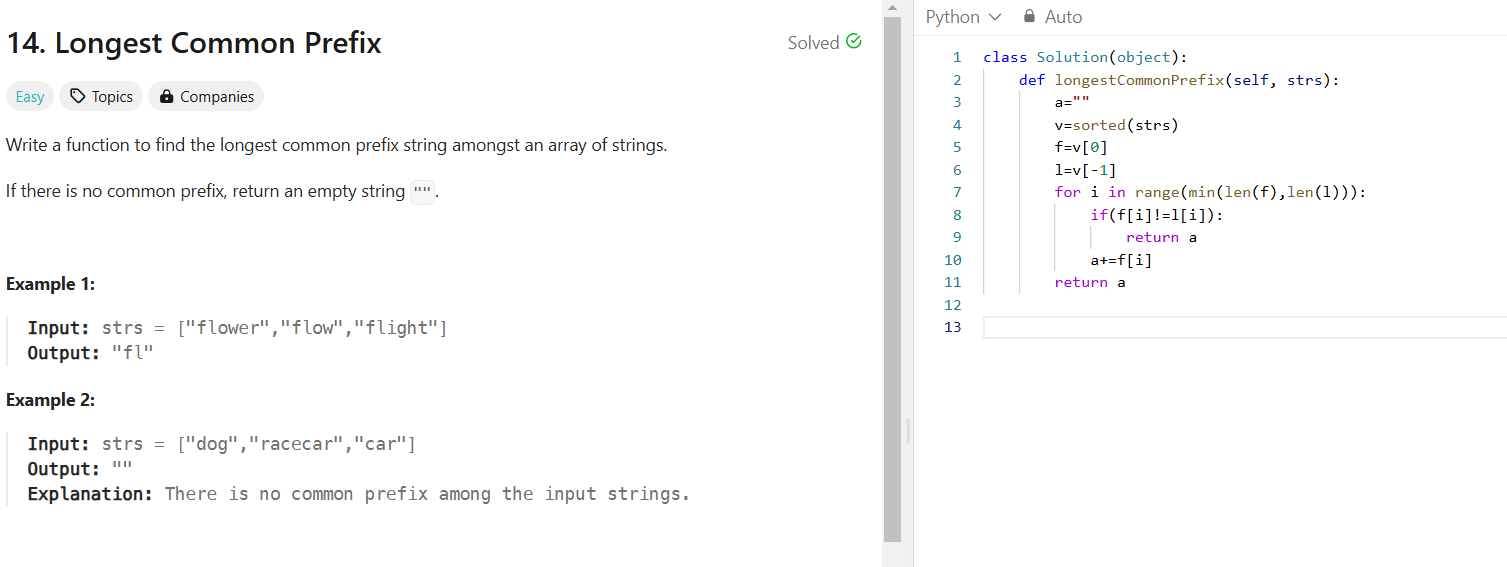 14. Longest Common Prefix
Solved
Easy
Topics
Companies
Write a function to find the longest common prefix string amongst an array of strings.
If there is no common prefix, return an empty string "".
Example 1:
Input: strs = ["flower","flow","flight"]
Output: "fl"
Example 2:
Input: strs = ["dog","racecar","car"]
Output: ""
Explanation: There is no common prefix among the input strings.
Python
Auto
1 class Solution(object):
2     def longestCommonPrefix(self, strs):
3         a=""
4         v=sorted(strs)
5         f=v[0]
6         l=v[-1]
7         for i in range(min(len(f),len(l))):
8             if(f[i]!=l[i]):
9                 return a
10             a+=f[i]
11         return a
12
13